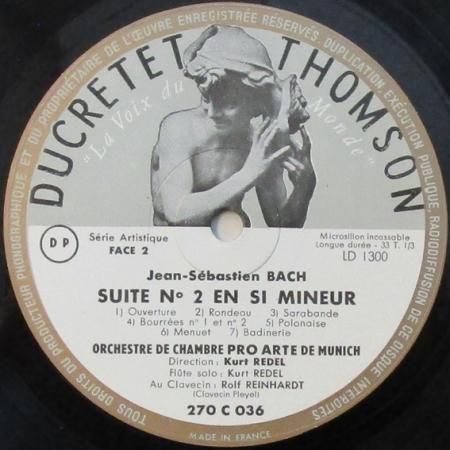 TOUS DROITS DU PRODUCTEUR PHONOGRAPHIQUE ET DU PROPRIÉTAIRE DE L'ŒUVRE ENREGISTRÉE RÉSERVÉS. DUPLICATION, EXÉCUTION PUBLIQUE, RADIODIFFUSION DE CE DISQUE INTERDITES
DUCRETET THOMSON
"La Voix du Monde"
DP
Série Artistique
FACE 2
Microsillon incassable
Longue durée - 33 T. 1/3
LD 1300
Jean-Sébastien BACH
SUITE No 2 EN SI MINEUR
1) Ouverture 2) Rondeau 3) Sarabande
4) Bourrées n° 1 et n° 2 5) Polonaise
6) Menuet 7) Badinerie
ORCHESTRE DE CHAMBRE PRO ARTE DE MUNICH
Direction : Kurt REDEL
Flûte solo : Kurt REDEL
Au Clavecin : Rolf REINHARDT
(Clavecin Pleyel)
270 C 036
MADE IN FRANCE